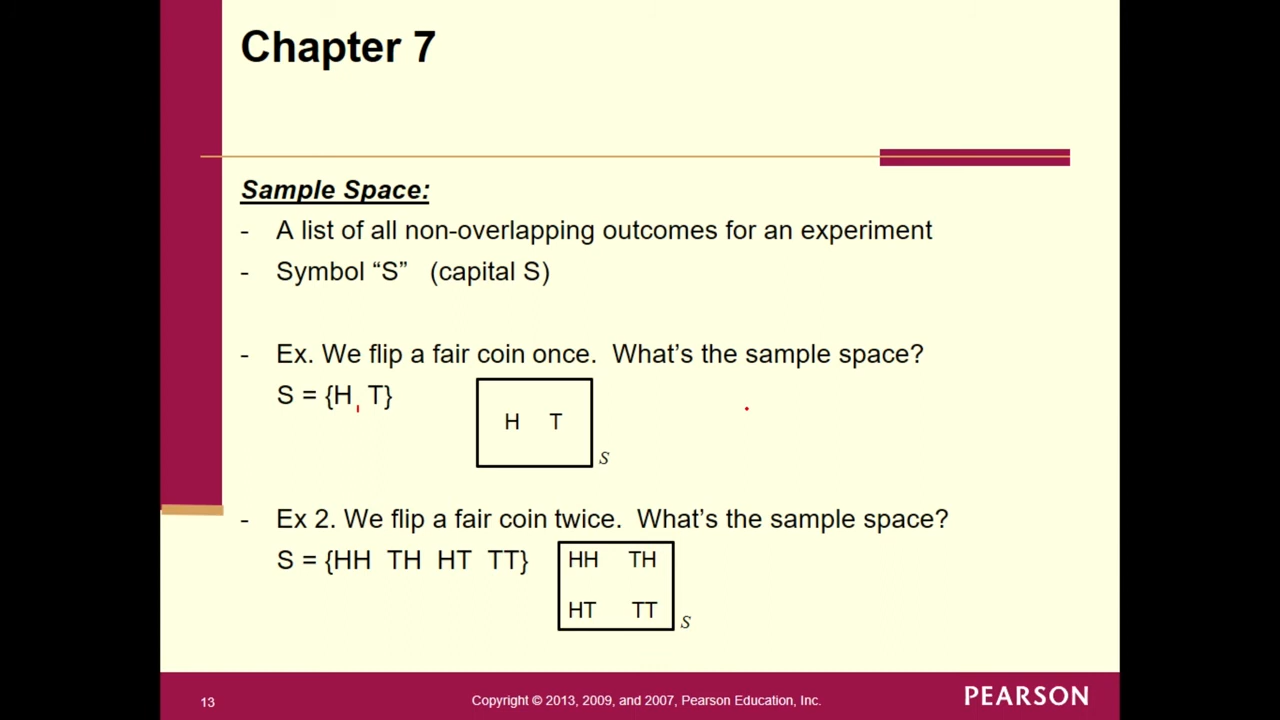 Chapter 7
Sample Space:
- A list of all non-overlapping outcomes for an experiment
- Symbol “S” (capital S)
- Ex. We flip a fair coin once. What’s the sample space?
S = {H, T}
H T
S
- Ex 2. We flip a fair coin twice. What’s the sample space?
S = {HH TH HT TT}
HH TH
HT TT
S
13
Copyright © 2013, 2009, and 2007, Pearson Education, Inc.
PEARSON